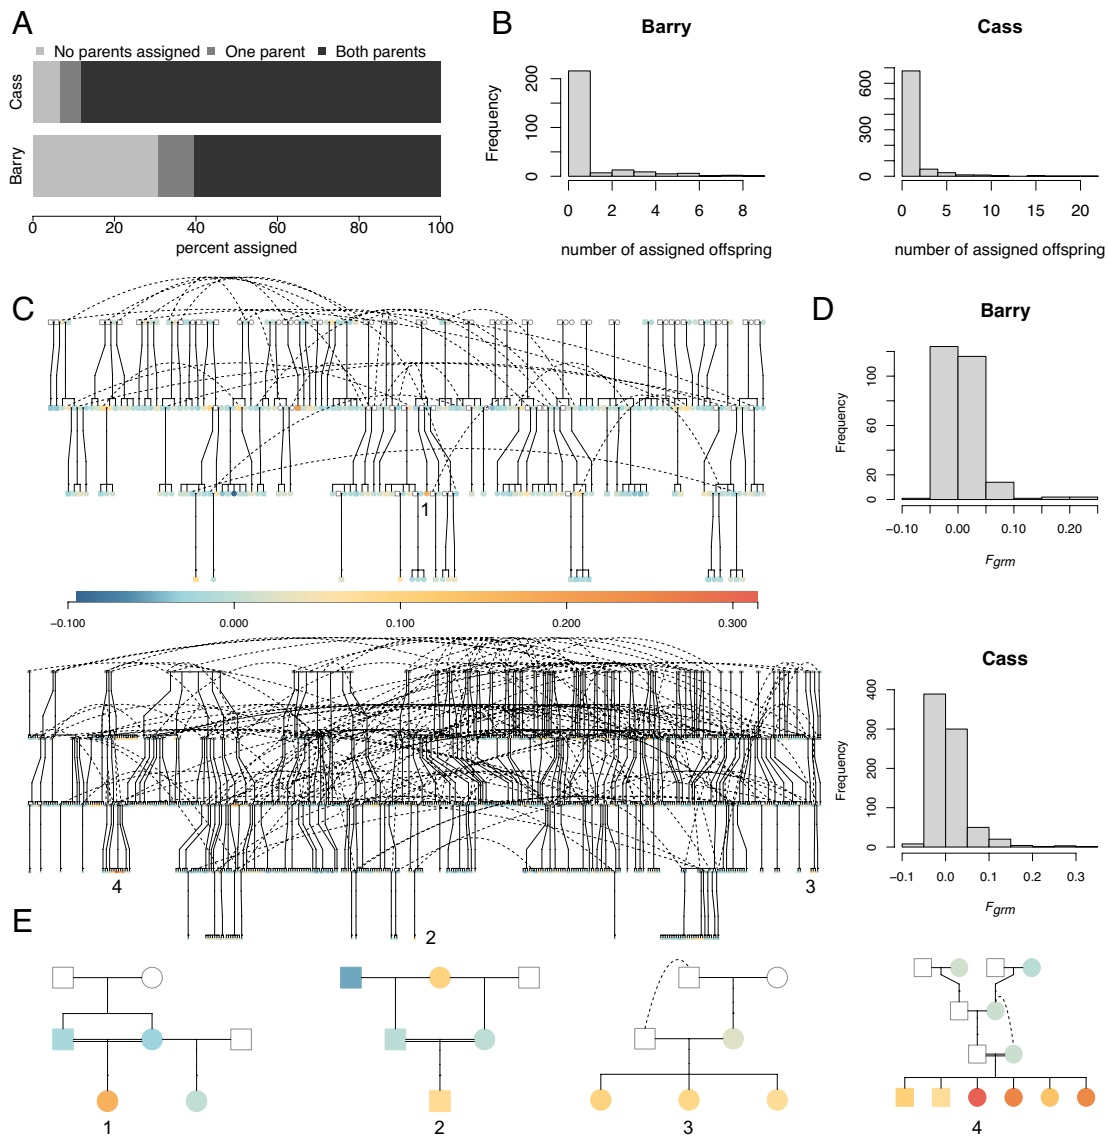 A
No parents assigned One parent Both parents
Cass
Barry
0 20 40 60 80 100
percent assigned
B
Barry
Frequency
0 100 200
0 2 4 6 8
number of assigned offspring
Cass
0 300 600
0 5 10 15 20
number of assigned offspring
C
1
−0.100 0.000 0.100 0.200 0.300
4
3
2
D
Barry
Frequency
0 20 60 100
−0.10 0.00 0.10 0.20
Fgrm
Cass
Frequency
0 100 200 300 400
−0.1 0.0 0.1 0.2 0.3
Fgrm
E
1
2
3
4